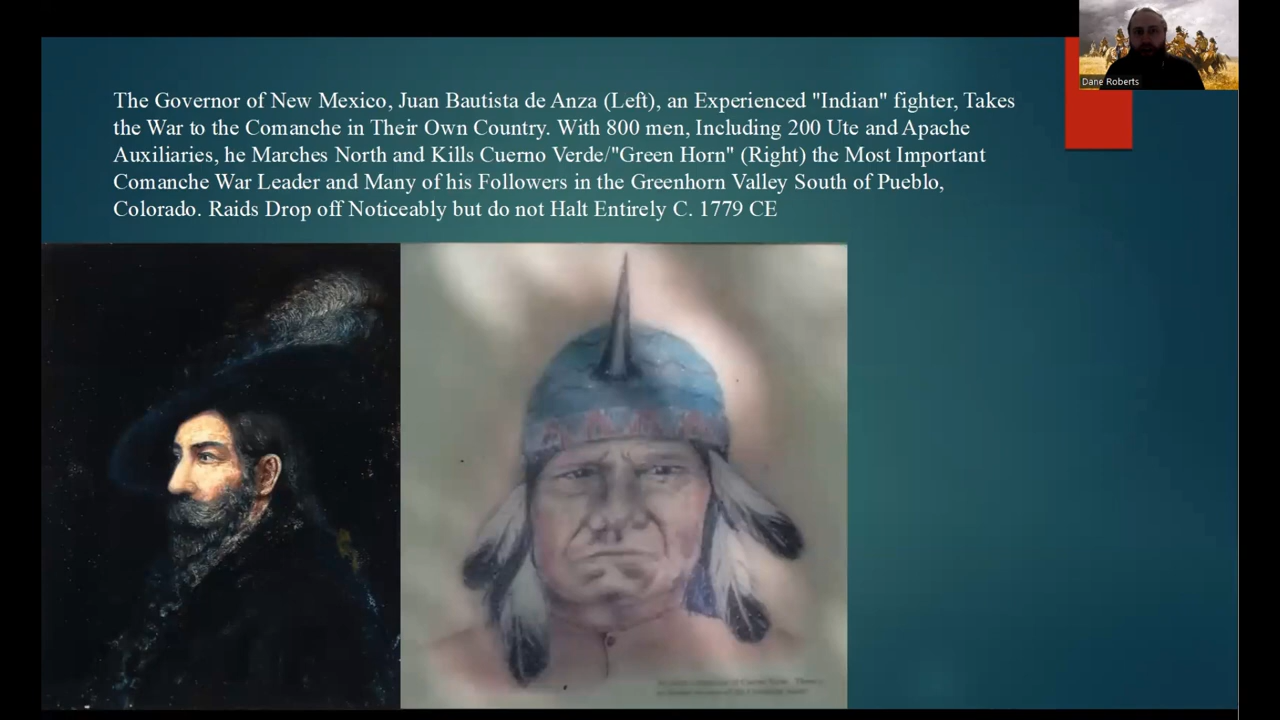 The Governor of New Mexico, Juan Bautista de Anza (Left), an Experienced "Indian" fighter, Takes
the War to the Comanche in Their Own Country. With 800 men, Including 200 Ute and Apache
Auxiliaries, he Marches North and Kills Cuerno Verde/"Green Horn" (Right) the Most Important
Comanche War Leader and Many of his Followers in the Greenhorn Valley South of Pueblo,
Colorado. Raids Drop off Noticeably but do not Halt Entirely C. 1779 CE
Dane Roberts